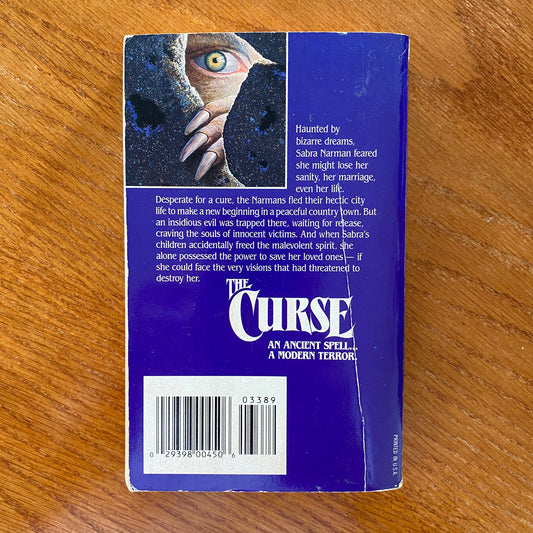 Haunted by
bizarre dreams,
Sabra Narman feared
she might lose her
sanity, her marriage,
even her life.
Desperate for a cure, the Narmans fled their hectic city
life to make a new beginning in a peaceful country town. But
an insidious evil was trapped there, waiting for release,
craving the souls of innocent victims. And when Sabra's
children accidentally freed the malevolent spirit, she
alone possessed the power to save her loved ones — if
she could face the very visions that had threatened to
destroy her.
THE
CURSE
AN ANCIENT SPELL...
A MODERN TERROR.
03389
0 29398 00450 6
PRINTED IN U.S.A.